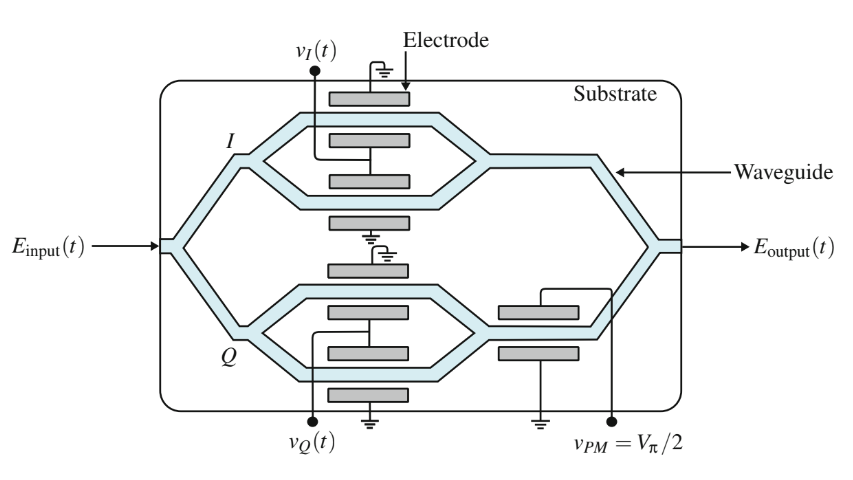 v_I(t)
Electrode
Substrate
I
Waveguide
E_input(t)
E_output(t)
Q
v_Q(t)
v_PM = V_π/2